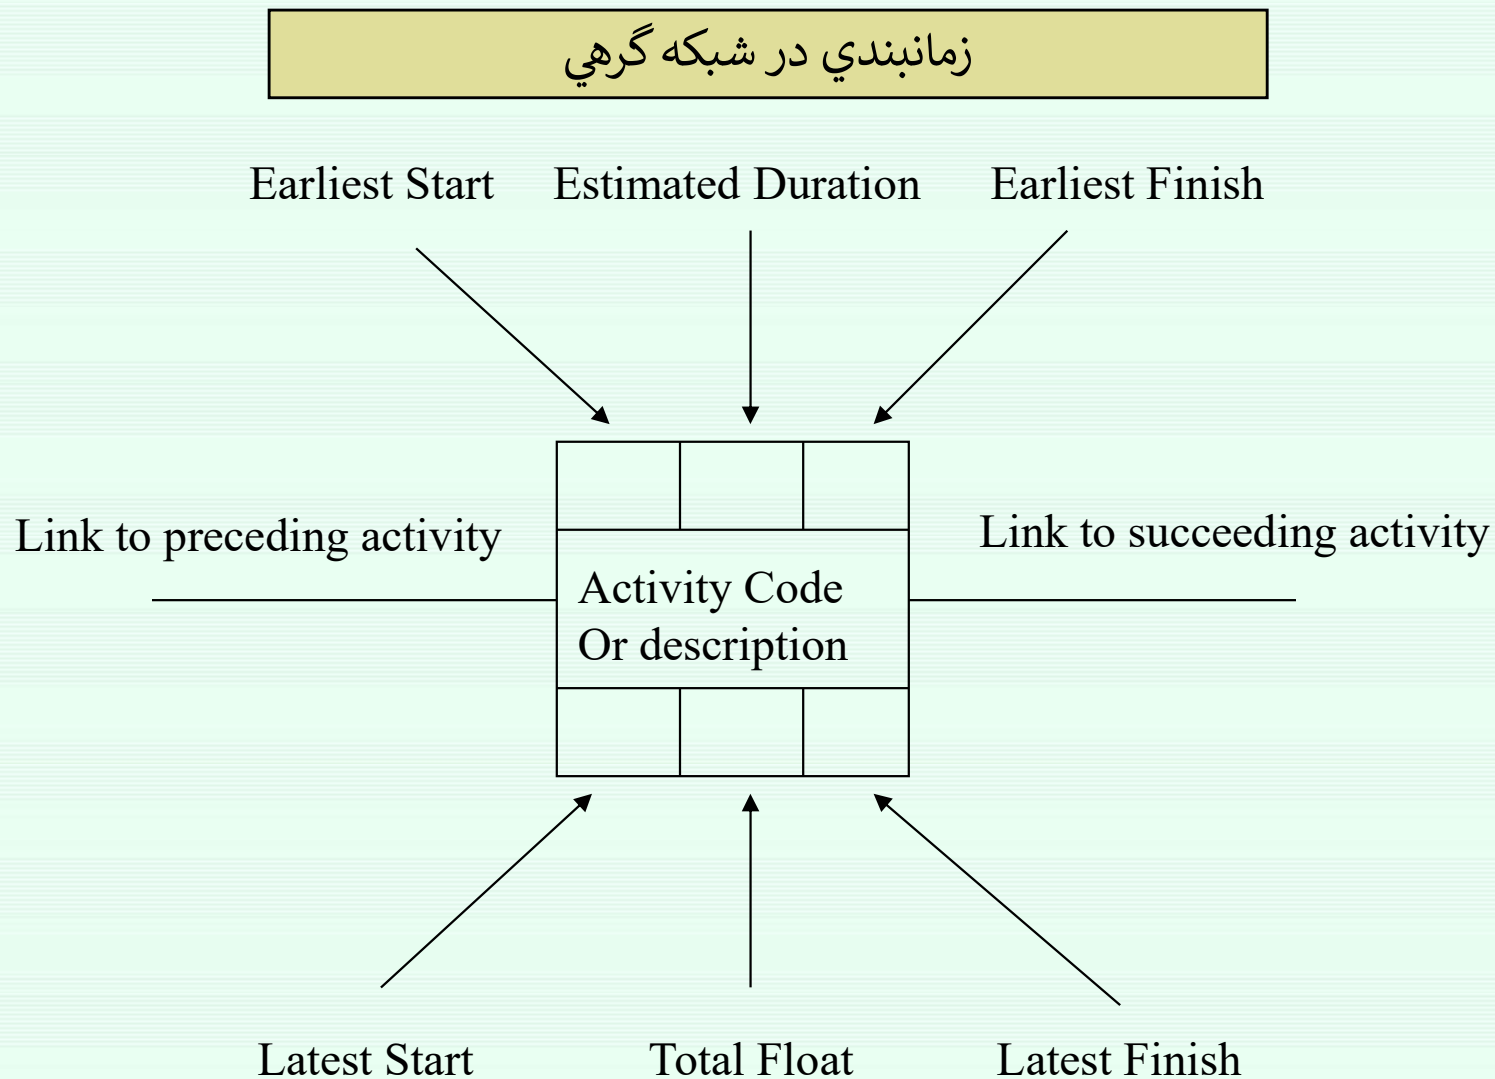 زمانبندي در شبکه گرهي
Earliest Start Estimated Duration Earliest Finish
Link to preceding activity
Link to succeeding activity
Activity Code
Or description
Latest Start Total Float Latest Finish